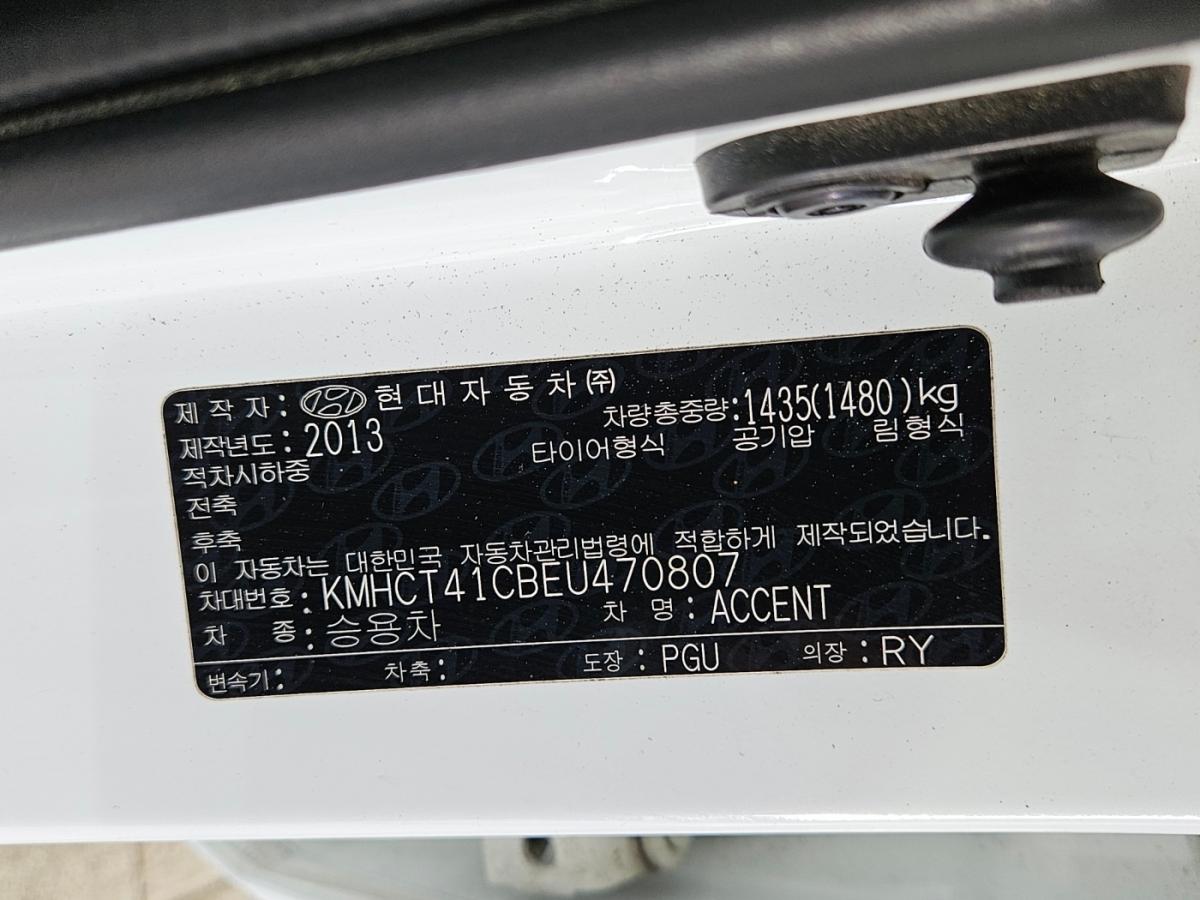 제 작 자 : 현 대 자 동 차 ㈜
제작년도 : 2013 차량총중량 : 1435(1480)kg
적차시하중 타이어형식 공기압 림형식
전축
후축
이 자동차는 대한민국 자동차관리법령에 적합하게 제작되었습니다.
차대번호 : KMHCT41CBEU470807
차 종 : 승용차 차 명 : ACCENT
변속기 : 차축 : 도장 : PGU 의장 : RY